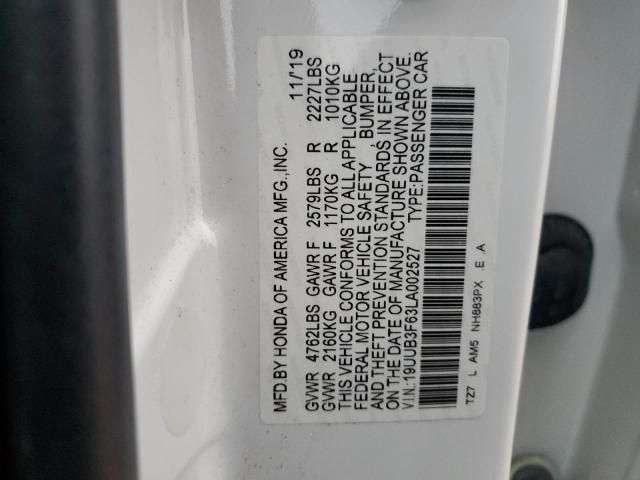 MFD.BY HONDA OF AMERICA MFG.,INC. 11/'19
GVWR 4762LBS GAWR F 2579LBS R 2227LBS
GVWR 2160KG GAWR F 1170KG R 1010KG
THIS VEHICLE CONFORMS TO ALL APPLICABLE
FEDERAL MOTOR VEHICLE SAFETY BUMPER,
AND THEFT PREVENTION STANDARDS IN EFFECT
ON THE DATE OF MANUFACTURE SHOWN ABOVE.
VIN:19UUB3F63LA002527 TYPE:PASSENGER CAR
TZ7 L AM5 NH883PX .E .A